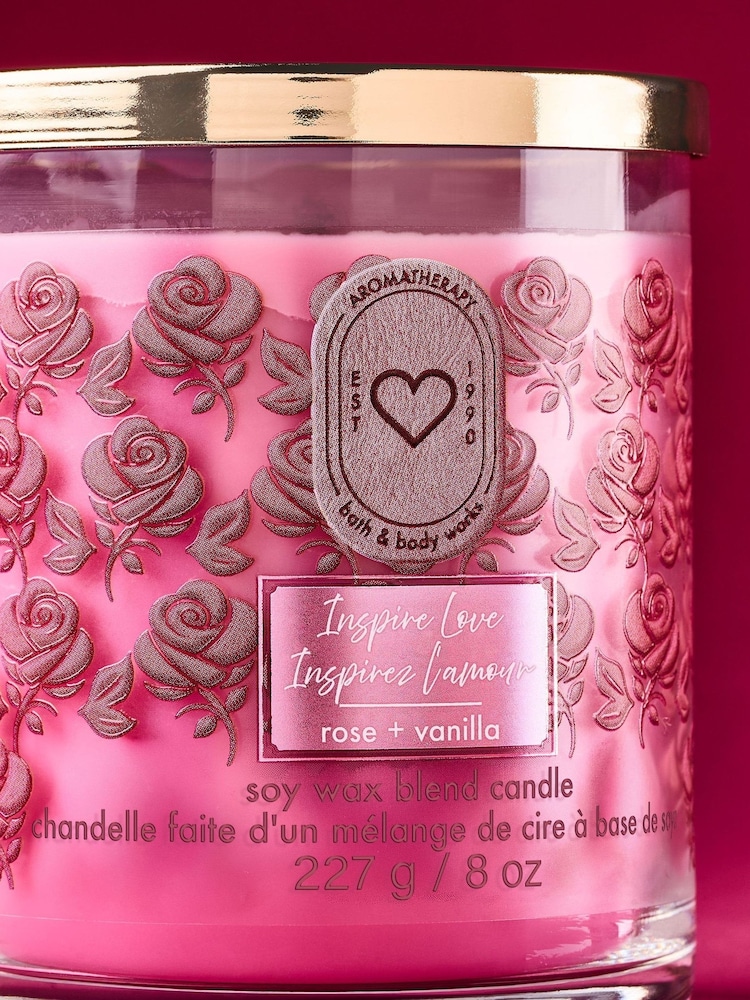 AROMATHERAPY
EST 1990
bath & body works
Inspire Love
Inspirez l'amour
rose + vanilla
soy wax blend candle
chandelle faite d'un mélange de cire à base de
227 g / 8 oz